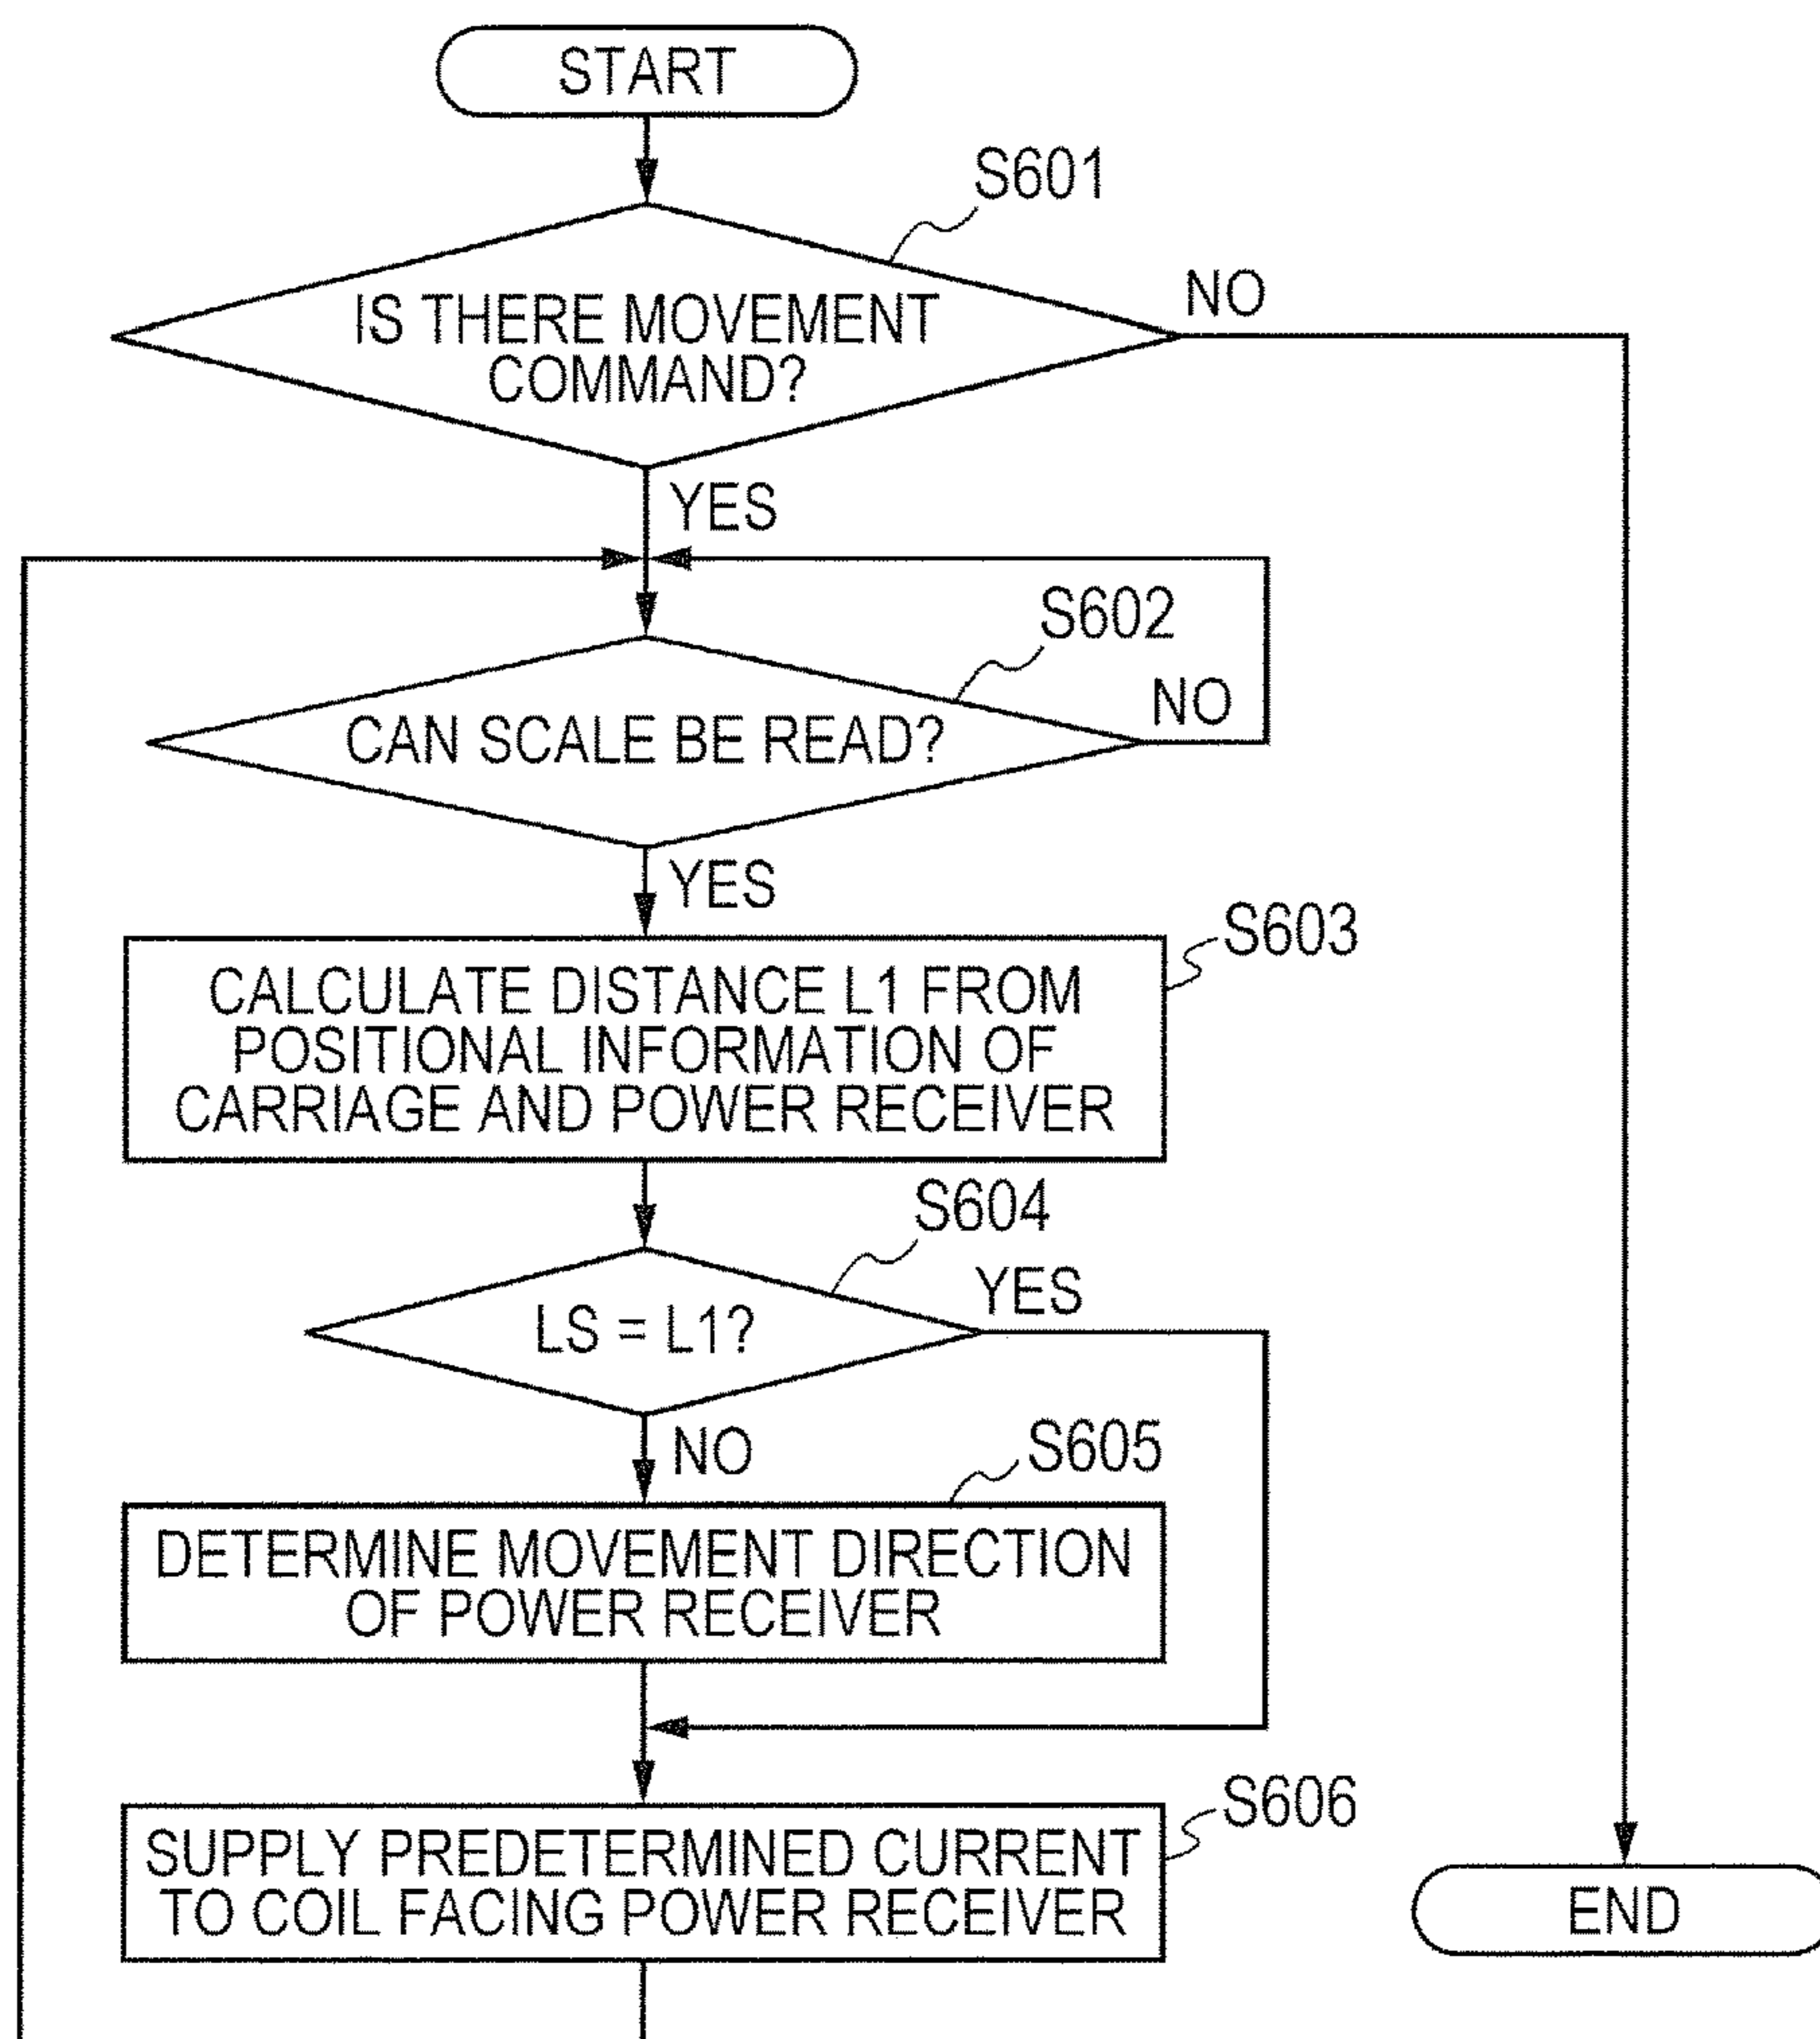 START
S601
IS THERE MOVEMENT
COMMAND?
NO
YES
S602
CAN SCALE BE READ?
NO
YES
S603
CALCULATE DISTANCE L1 FROM
POSITIONAL INFORMATION OF
CARRIAGE AND POWER RECEIVER
S604
LS = L1?
YES
NO
S605
DETERMINE MOVEMENT DIRECTION
OF POWER RECEIVER
S606
SUPPLY PREDETERMINED CURRENT
TO COIL FACING POWER RECEIVER
END